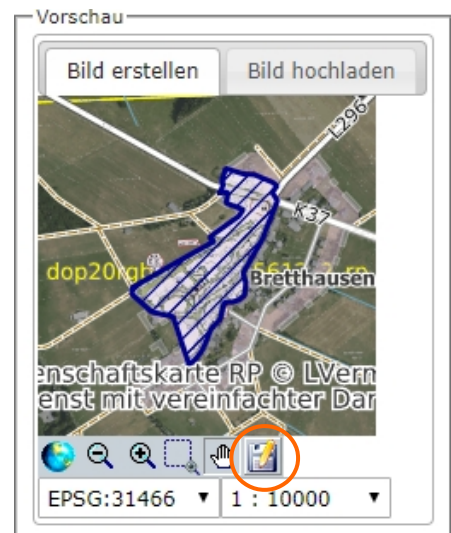 Vorschau
Bild erstellen
Bild hochladen
L296
K37
dop20rgb
rp
Bretthausen
enschaftskarte RP © LVerm
enst mit vereinfachter Dar
EPSG:31466 ▼
1 : 10000 ▼